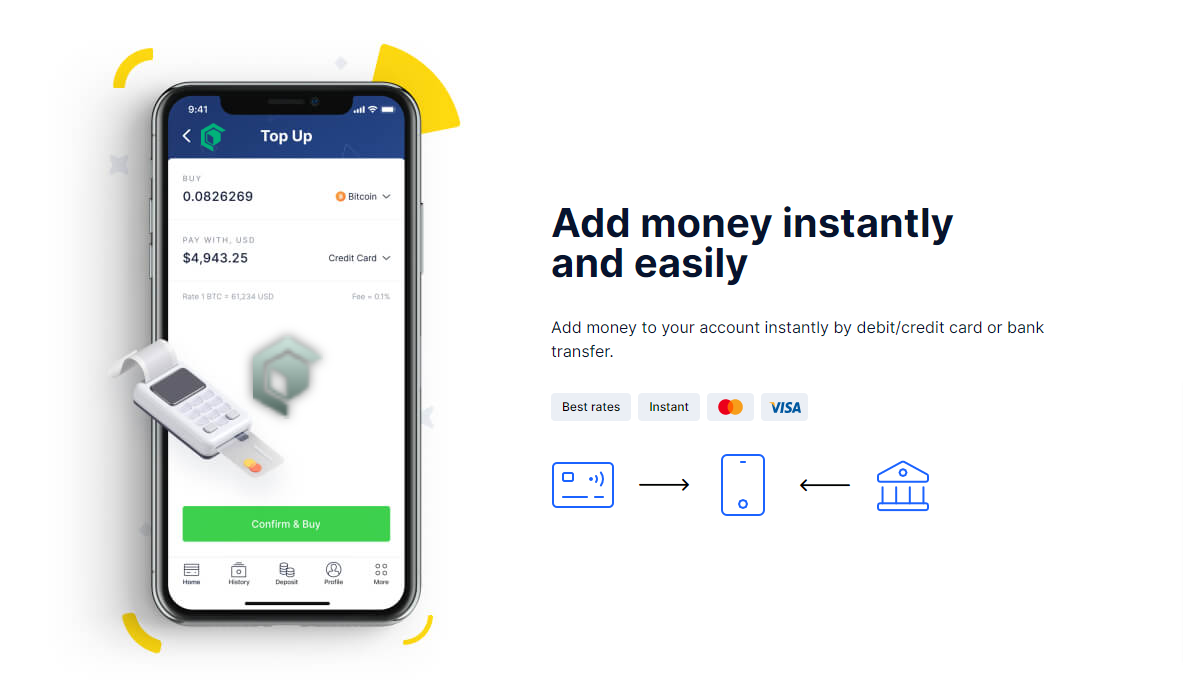 9:41
Top Up
BUY
0.0826269
Bitcoin
PAY WITH, USD
$4,943.25
Credit Card
Rate 1 BTC = 61,234 USD
Fee = 0.1%
Confirm & Buy
Home
History
Deposit
Profile
More
Add money instantly
and easily
Add money to your account instantly by debit/credit card or bank
transfer.
Best rates
Instant
VISA